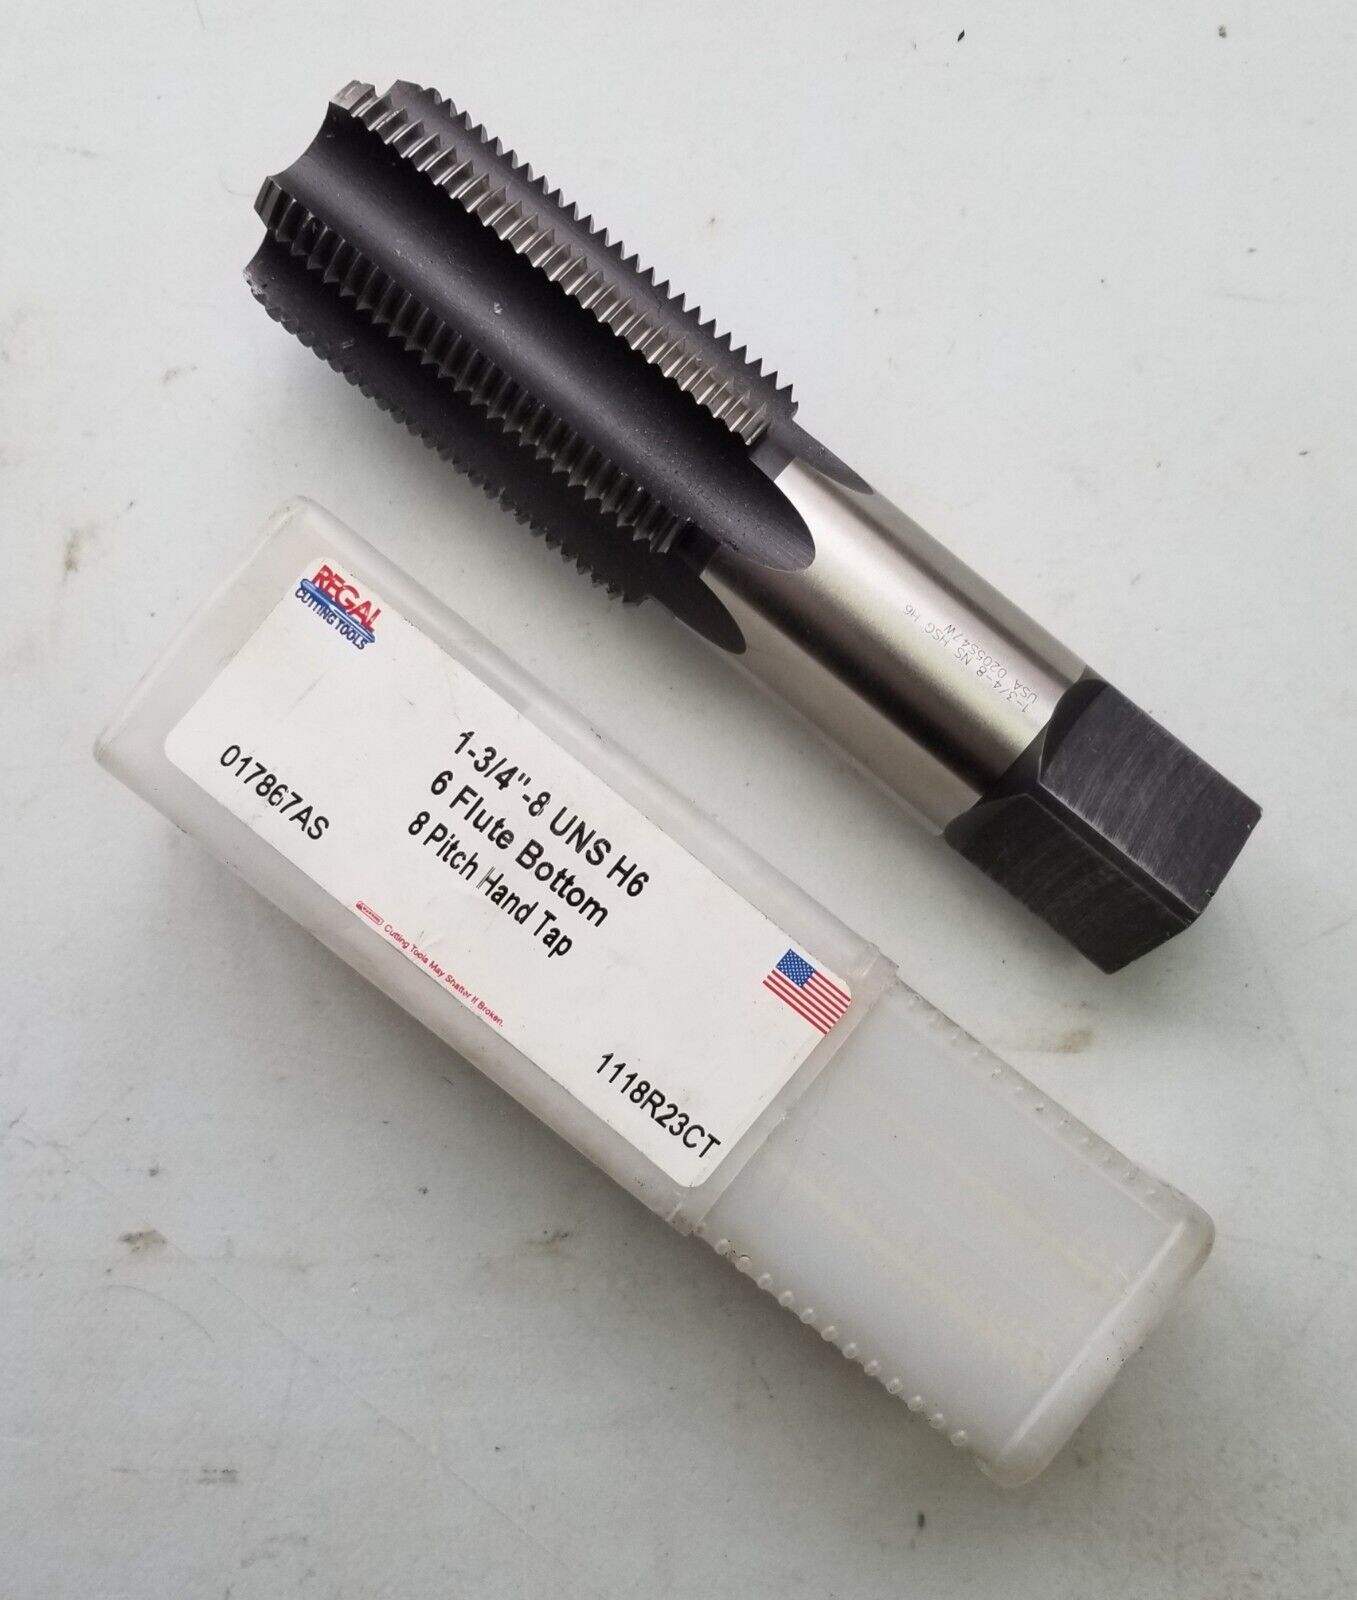 1-3/4-8 NS HSG H6
USA 0205S47W
REGAL
CUTTING TOOLS
1-3/4"-8 UNS H6
6 Flute Bottom
8 Pitch Hand Tap
017867AS
Cutting Tools May Shatter If Broken.
1118R23CT